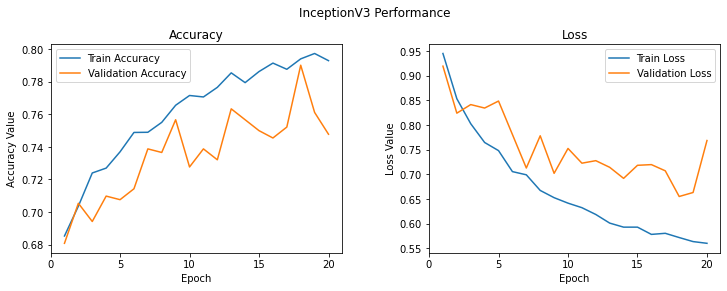 InceptionV3 Performance
Accuracy
Train Accuracy
Validation Accuracy
Accuracy Value
0.80
0.78
0.76
0.74
0.72
0.70
0.68
0 5 10 15 20
Epoch
Loss
Train Loss
Validation Loss
Loss Value
0.95
0.90
0.85
0.80
0.75
0.70
0.65
0.60
0.55
0 5 10 15 20
Epoch